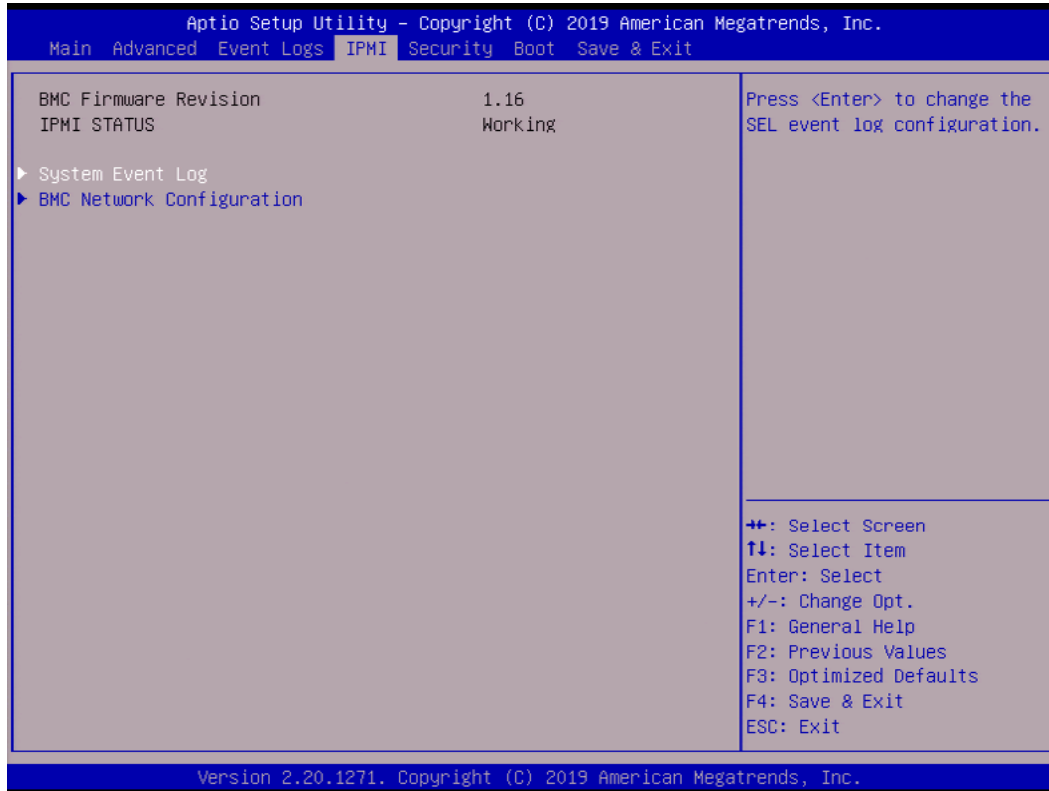 Aptio Setup Utility – Copyright (C) 2019 American Megatrends, Inc.
Main Advanced Event Logs IPMI Security Boot Save & Exit
BMC Firmware Revision 1.16
IPMI STATUS Working
System Event Log
BMC Network Configuration
Press <Enter> to change the
SEL event log configuration.
→←: Select Screen
↑↓: Select Item
Enter: Select
+/-: Change Opt.
F1: General Help
F2: Previous Values
F3: Optimized Defaults
F4: Save & Exit
ESC: Exit
Version 2.20.1271. Copyright (C) 2019 American Megatrends, Inc.